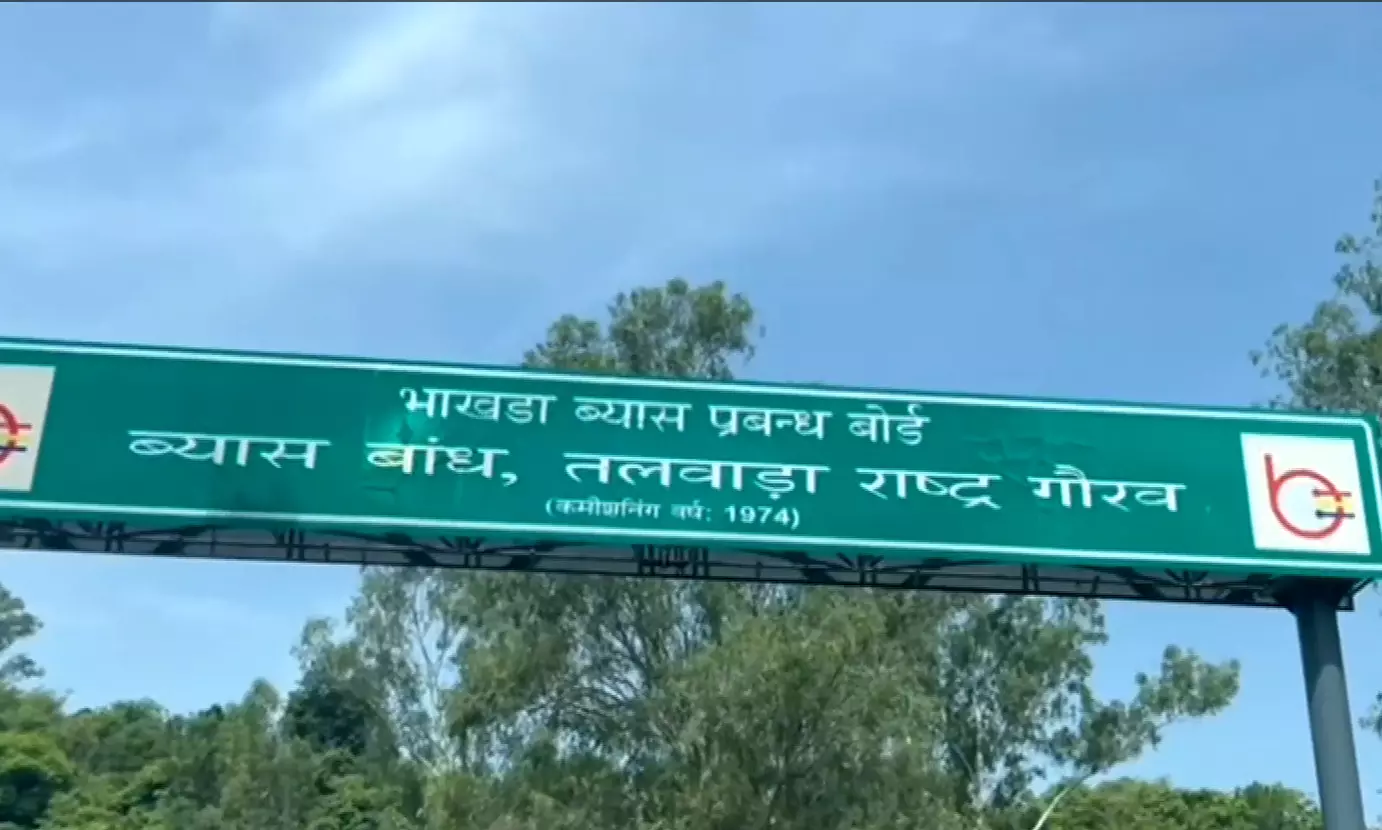 भाखडा ब्यास प्रबन्ध बोर्ड
ब्यास बांध, तलवाड़ा राष्ट्र गौरव
(कमीशनिंग वर्ष: 1974)